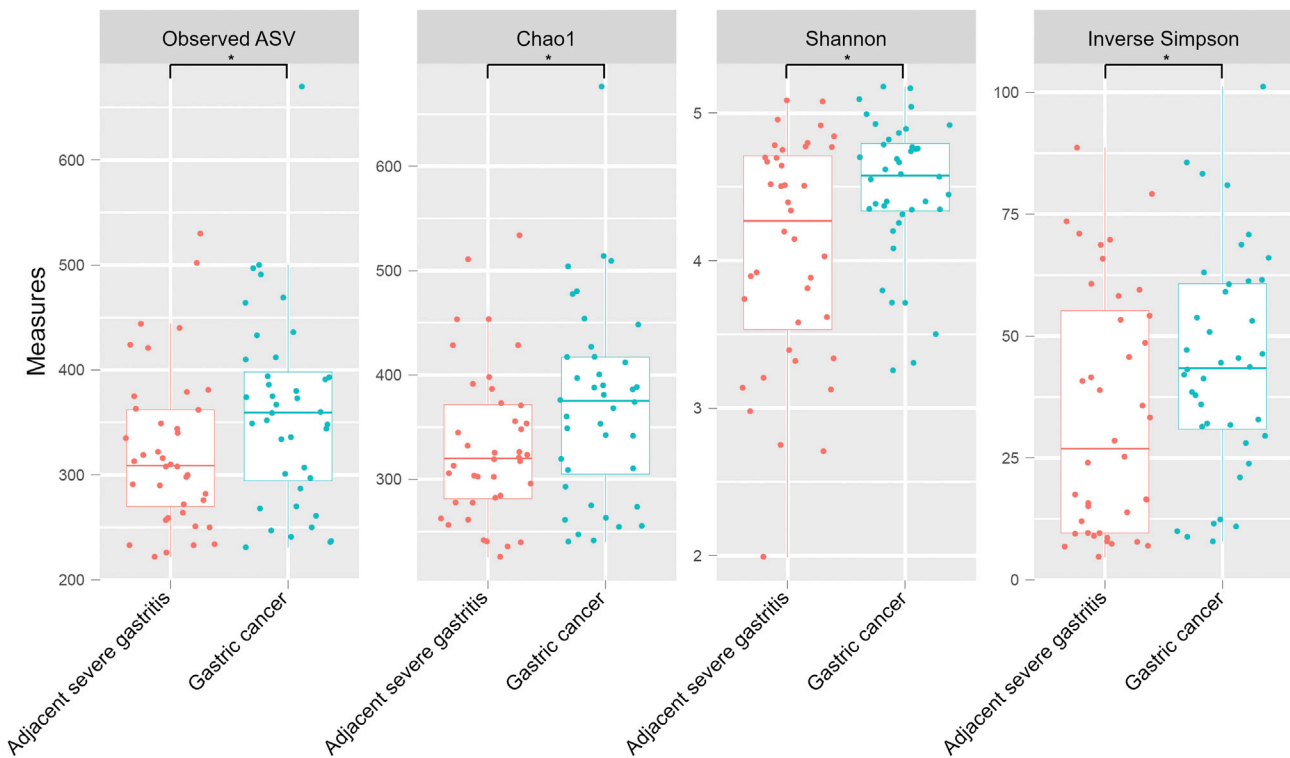 Observed ASV
Chao1
Shannon
Inverse Simpson
*
*
*
*
Measures
600
500
400
300
200
600
500
400
300
5
4
3
2
100
75
50
25
0
Adjacent severe gastritis
Gastric cancer
Adjacent severe gastritis
Gastric cancer
Adjacent severe gastritis
Gastric cancer
Adjacent severe gastritis
Gastric cancer